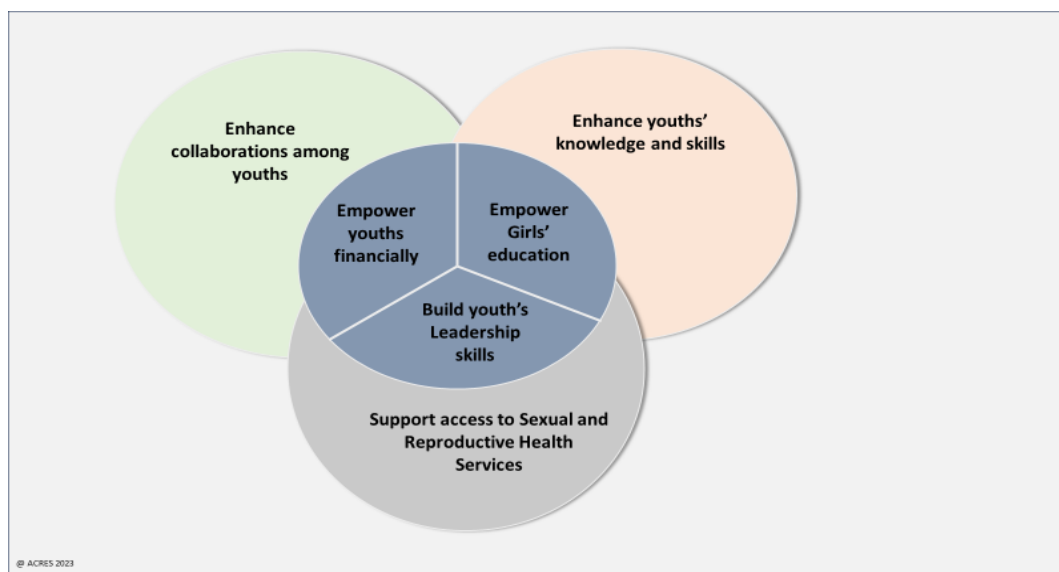 Enhance
collaborations among
youths
Enhance youths’
knowledge and skills
Empower
youths
financially
Empower
Girls’
education
Build youth’s
Leadership
skills
Support access to Sexual and
Reproductive Health
Services
@ ACRES 2023